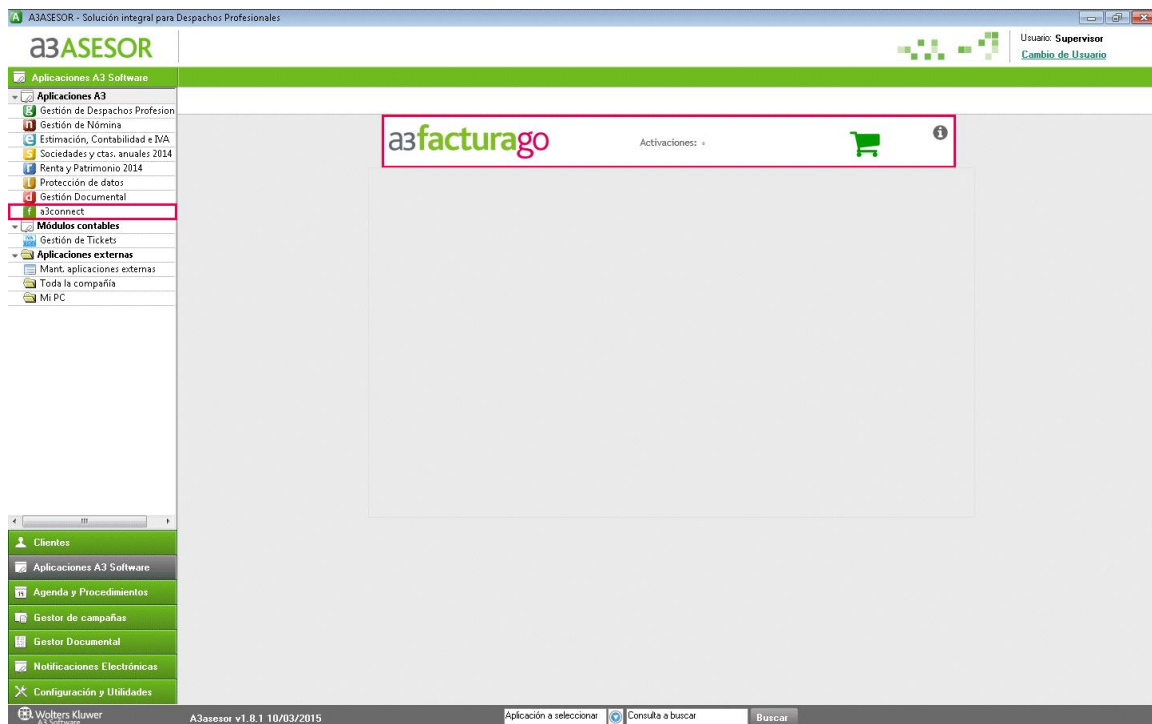 A3ASESOR - Solución integral para Despachos Profesionales
a3ASESOR
Usuario: Supervisor
Cambio de Usuario
Aplicaciones A3 Software
Aplicaciones A3
Gestión de Despachos Profesion
Gestión de Nómina
Estimación, Contabilidad e IVA
Sociedades y ctas. anuales 2014
Renta y Patrimonio 2014
Protección de datos
Gestión Documental
a3connect
Módulos contables
Gestión de Tickets
Aplicaciones externas
Mant. aplicaciones externas
Toda la compañía
Mi PC
a3facturago
Activaciones: -
Clientes
Aplicaciones A3 Software
Agenda y Procedimientos
Gestor de campañas
Gestor Documental
Notificaciones Electrónicas
Configuración y Utilidades
Wolters Kluwer
A3 Software
A3asesor v1.8.1 10/03/2015
Aplicación a seleccionar
Consulta a buscar
Buscar